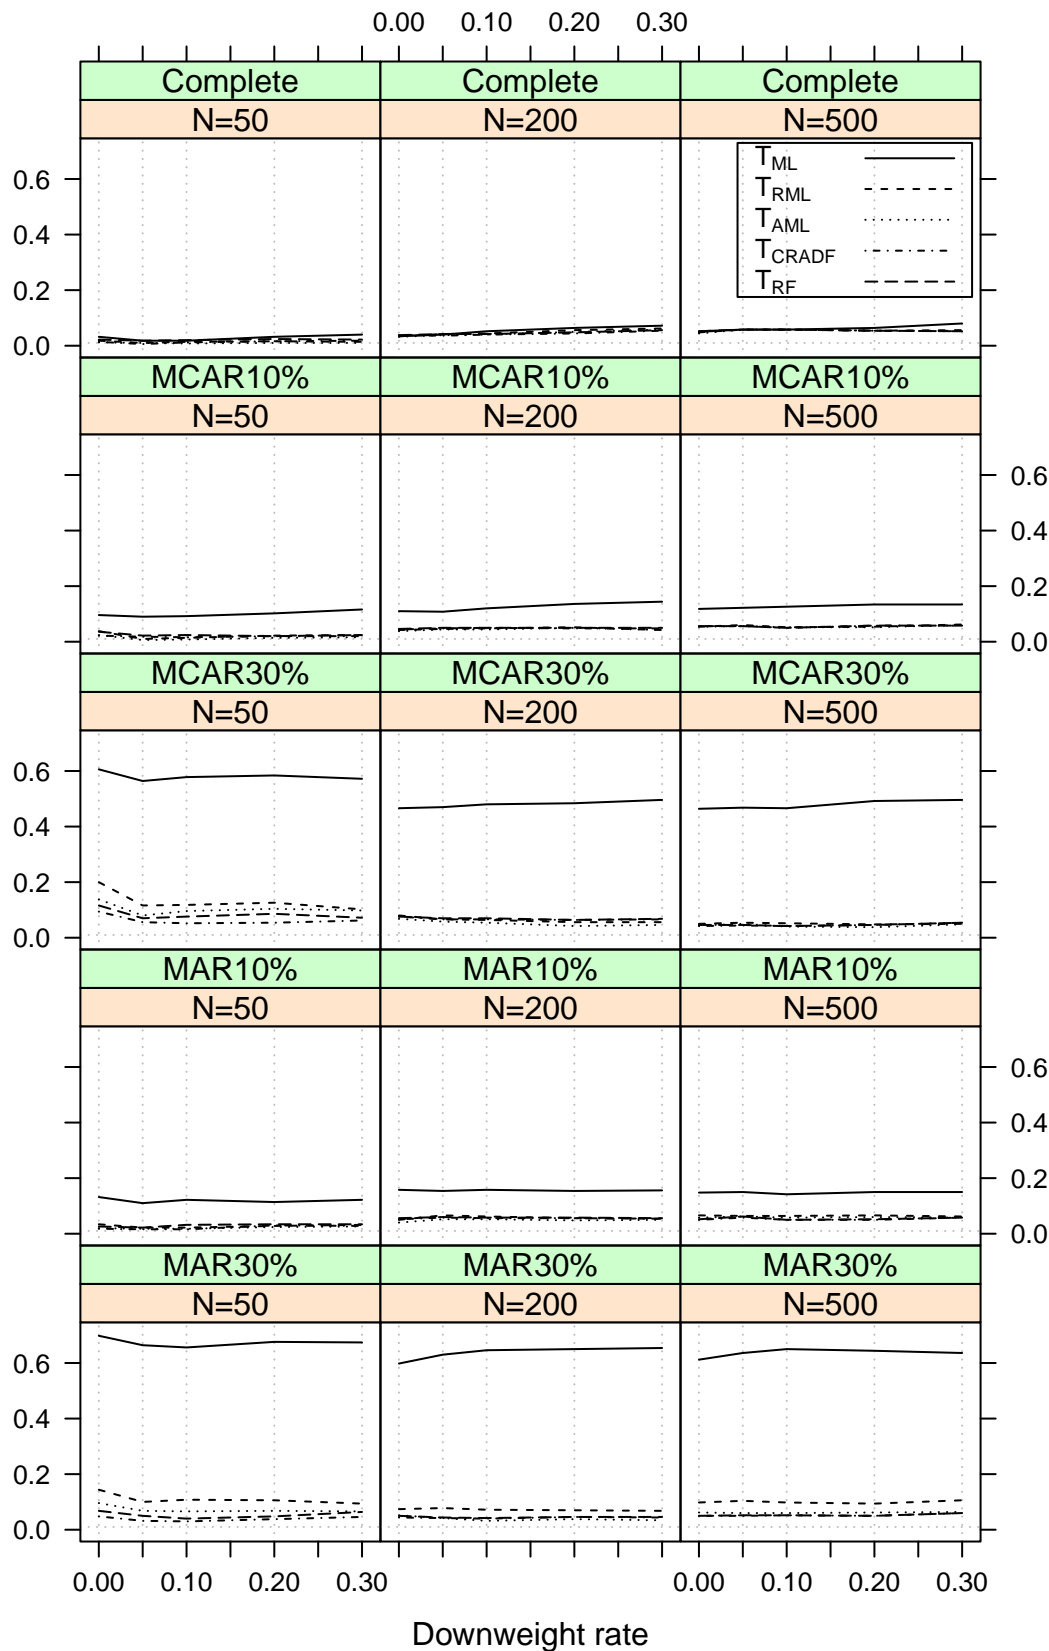 0.00 0.10 0.20 0.30
Complete Complete Complete
N=50 N=200 N=500
T_ML
T_RML
T_AML
T_CRADF
T_RF
0.6
0.4
0.2
0.0
MCAR10% MCAR10% MCAR10%
N=50 N=200 N=500
0.6
0.4
0.2
0.0
MCAR30% MCAR30% MCAR30%
N=50 N=200 N=500
0.6
0.4
0.2
0.0
MAR10% MAR10% MAR10%
N=50 N=200 N=500
0.6
0.4
0.2
0.0
MAR30% MAR30% MAR30%
N=50 N=200 N=500
0.6
0.4
0.2
0.0
0.00 0.10 0.20 0.30 0.00 0.10 0.20 0.30
Downweight rate